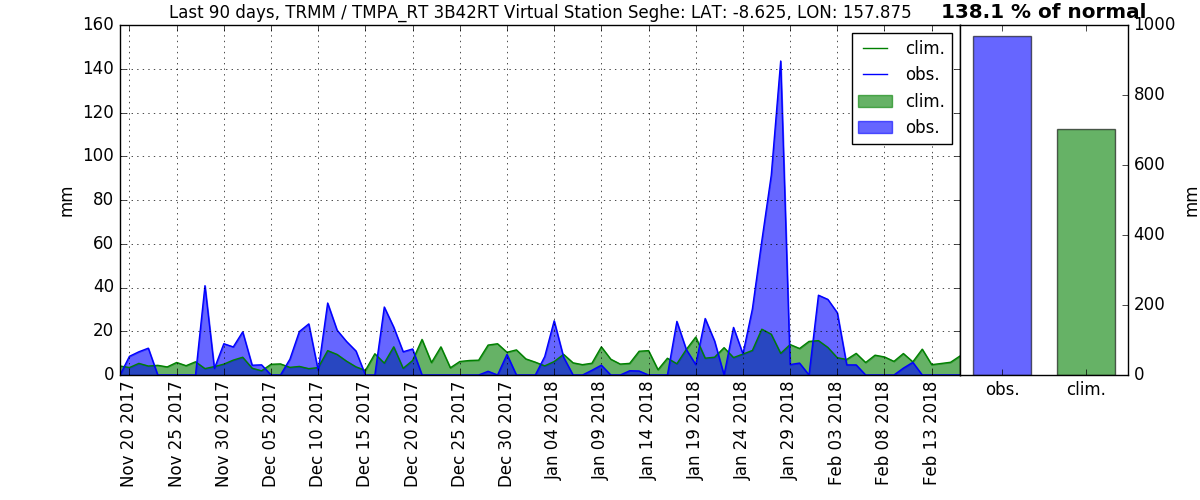 Last 90 days, TRMM / TMPA_RT 3B42RT Virtual Station Seghe: LAT: -8.625, LON: 157.875
138.1 % of normal
160
140
120
100
80
60
40
20
0
mm
clim.
obs.
clim.
obs.
Nov 20 2017
Nov 25 2017
Nov 30 2017
Dec 05 2017
Dec 10 2017
Dec 15 2017
Dec 20 2017
Dec 25 2017
Dec 30 2017
Jan 04 2018
Jan 09 2018
Jan 14 2018
Jan 19 2018
Jan 24 2018
Jan 29 2018
Feb 03 2018
Feb 08 2018
Feb 13 2018
1000
800
600
400
200
0
mm
obs.
clim.